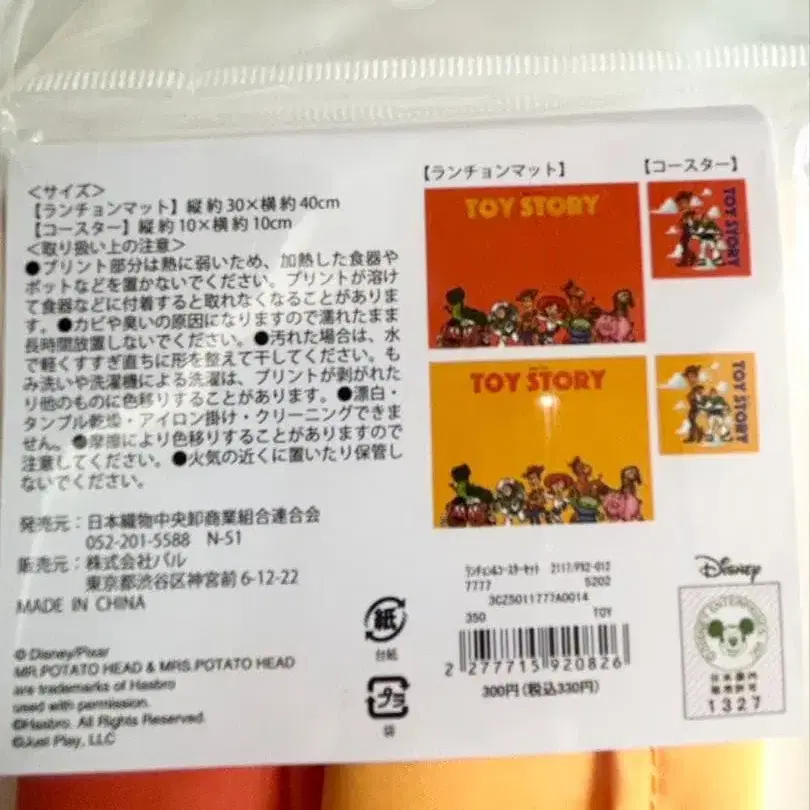 ＜サイズ＞
【ランチョンマット】縦 約 30×横 約 40cm
【コースター】縦 約 10×横 約 10cm
＜取り扱い上の注意＞
●プリント部分は熱に弱いため、加熱した食器や
ポットなどを置かないでください。プリントが溶け
て食器などに付着すると取れなくなることがありま
す。●カビや臭いの原因になりますので濡れたまま
長時間放置しないでください。●汚れた場合は、水
で軽くすすぎ直ちに形を整えて干してください。も
み洗いや洗濯機による洗濯は、プリントが剥がれた
り他のものに色移りすることがあります。●漂白・
タンブル乾燥・アイロン掛け・クリーニングできま
せん。●摩擦により色移りすることがありますので
注意してください。●火気の近くに置いたり保管し
ないでください。
発売元：日本織物中央卸商業組合連合会
052-201-5588 N-51
販売元：株式会社パル
東京都渋谷区神宮前 6-12-22
MADE IN CHINA
© Disney/Pixar
MR.POTATO HEAD & MRS.POTATO HEAD
are trademarks of Hasbro
used with permission.
©Hasbro. All Rights Reserved.
©Just Play, LLC
【ランチョンマット】
【コースター】
TOY STORY
TOY STORY
TOY STORY
TOY STORY
紙
台紙
プラ
袋
ランチョン&コースターセット 2117/992-012
7777 5202
3CZ5011777A0014
350 TOY
2 277715 920826
300円(税込330円)
Disney
DISNEY ENTERPRISES
日本国内
販売許可
1327